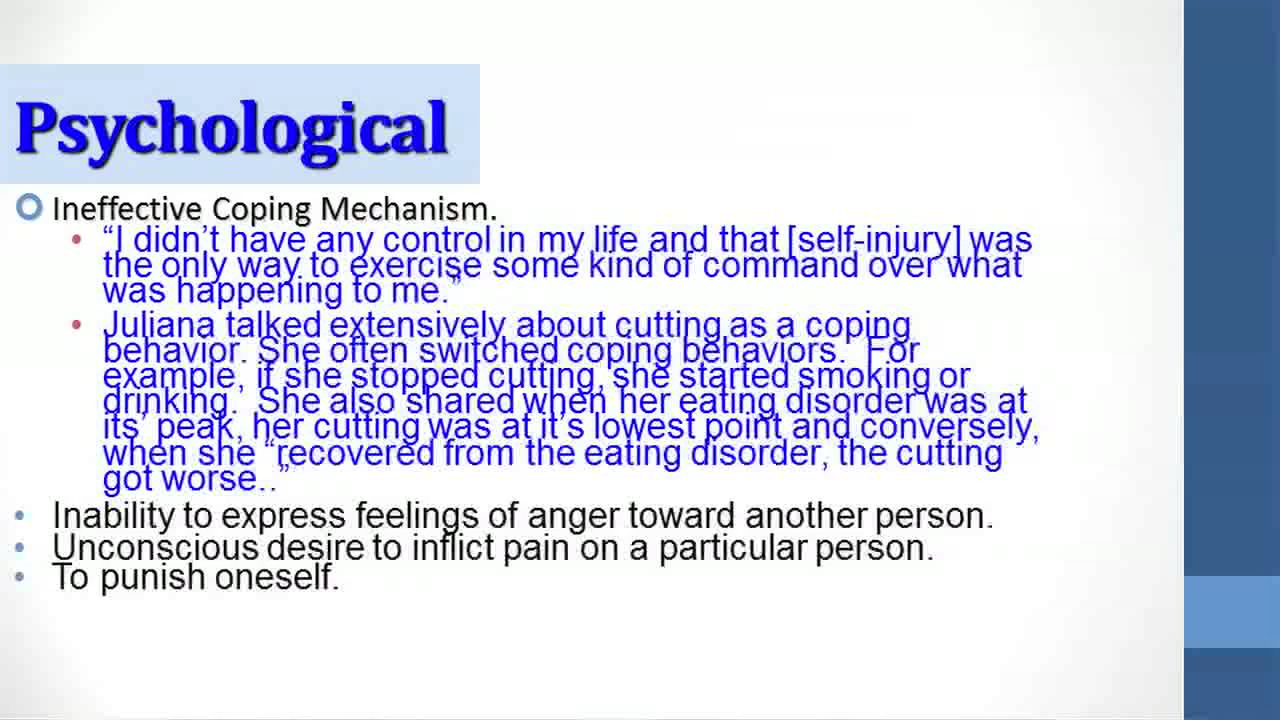 Psychological
Ineffective Coping Mechanism.
“I didn’t have any control in my life and that [self-injury] was
the only way to exercise some kind of command over what
was happening to me.”
Juliana talked extensively about cutting as a coping
behavior. She often switched coping behaviors.  For
example, if she stopped cutting, she started smoking or
drinking.  She also shared when her eating disorder was at
its’ peak, her cutting was at it’s lowest point and conversely,
when she “recovered from the eating disorder, the cutting
got worse..”
Inability to express feelings of anger toward another person.
Unconscious desire to inflict pain on a particular person.
To punish oneself.